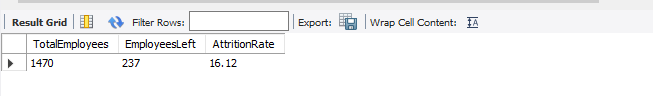 Result Grid Filter Rows: Export: Wrap Cell Content:
TotalEmployees EmployeesLeft AttritionRate
1470 237 16.12